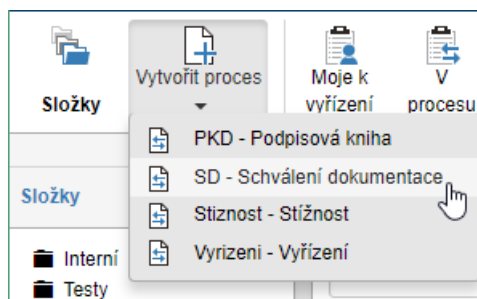 Složky
Vytvořit proces
Moje k
vyřízení
V
procesu
PKD - Podpisová kniha
SD - Schválení dokumentace
Stiznost - Stížnost
Vyrizeni - Vyřízení
Složky
Interní
Testy